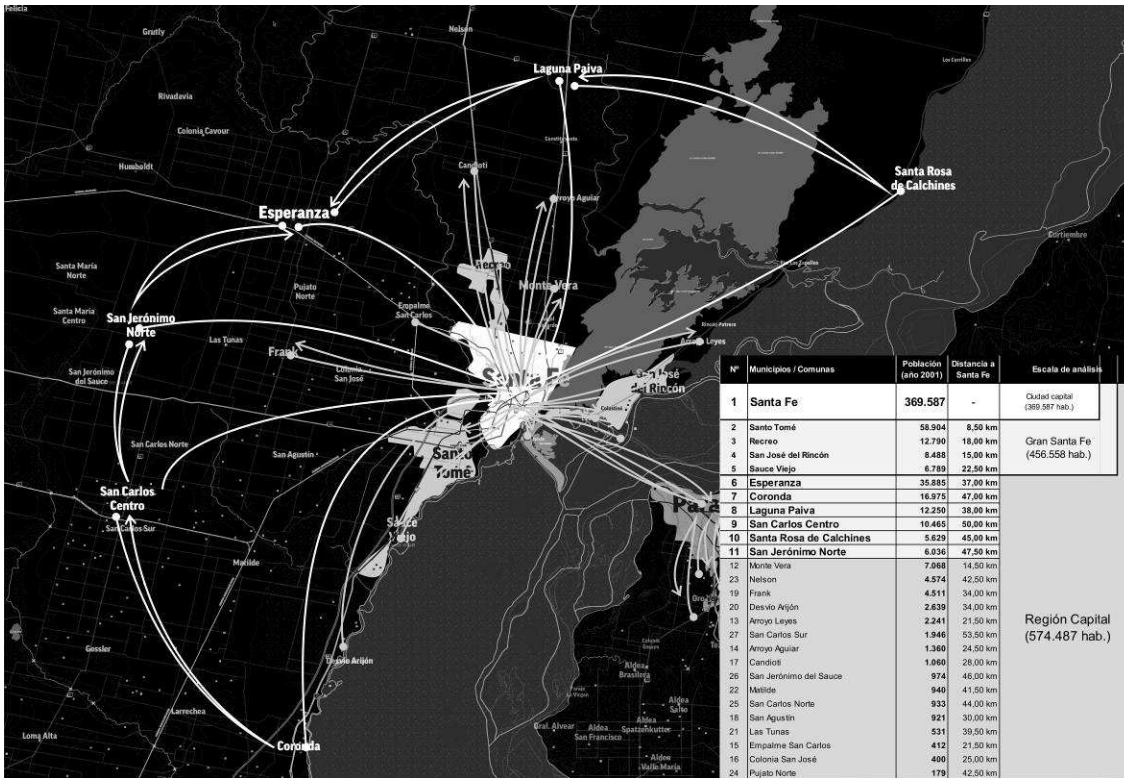 Felicia
Grutly
Nelson
Los Cerrillos
Laguna Paiva
Rivadavia
Colonia Cavour
Humboldt
Candioti
Santa Rosa
de Calchines
Esperanza
Arroyo Aguiar
Curtiembre
Santa María
Norte
Recreo
Pujato
Norte
Monte Vera
Santa María
Centro
San Jerónimo
Norte
Empalme
San Carlos
Rincón Potrero
Las Tunas
Frank
Arroyo Leyes
San Jerónimo
del Sauce
Colonia
San José
Santa Fe
San José
del Rincón
Colastiné
San Carlos Norte
San Agustín
Santo
Tomé
San Carlos
Centro
San Carlos Sur
Sauce
Viejo
Matilde
Gessler
Desvío Arijón
Aldea
Brasilera
Larrechea
Aldea
Salto
Gral. Alvear
Aldea
San Francisco
Aldea
Spatzenkutter
Loma Alta
Coronda
Aldea
Valle María
Nº Municipios / Comunas Población (año 2001) Distancia a Santa Fe Escala de análisis
1 Santa Fe 369.587 - Ciudad capital
(369.587 hab.)
2 Santo Tomé 58.904 8,50 km
3 Recreo 12.790 18,00 km
4 San José del Rincón 8.488 15,00 km
5 Sauce Viejo 6.789 22,50 km
Gran Santa Fe
(456.558 hab.)
6 Esperanza 35.885 37,00 km
7 Coronda 16.975 47,00 km
8 Laguna Paiva 12.250 38,00 km
9 San Carlos Centro 10.465 50,00 km
10 Santa Rosa de Calchines 5.629 45,00 km
11 San Jerónimo Norte 6.036 47,50 km
12 Monte Vera 7.068 14,50 km
23 Nelson 4.574 42,50 km
19 Frank 4.511 34,00 km
20 Desvío Arijón 2.639 34,00 km
13 Arroyo Leyes 2.241 21,50 km
27 San Carlos Sur 1.946 53,50 km
14 Arroyo Aguiar 1.360 24,50 km
17 Candioti 1.060 28,00 km
26 San Jerónimo del Sauce 974 46,00 km
22 Matilde 940 41,50 km
25 San Carlos Norte 933 44,00 km
18 San Agustín 921 30,00 km
21 Las Tunas 531 39,50 km
15 Empalme San Carlos 412 21,50 km
16 Colonia San José 400 25,00 km
24 Pujato Norte 179 42,50 km
Región Capital
(574.487 hab.)